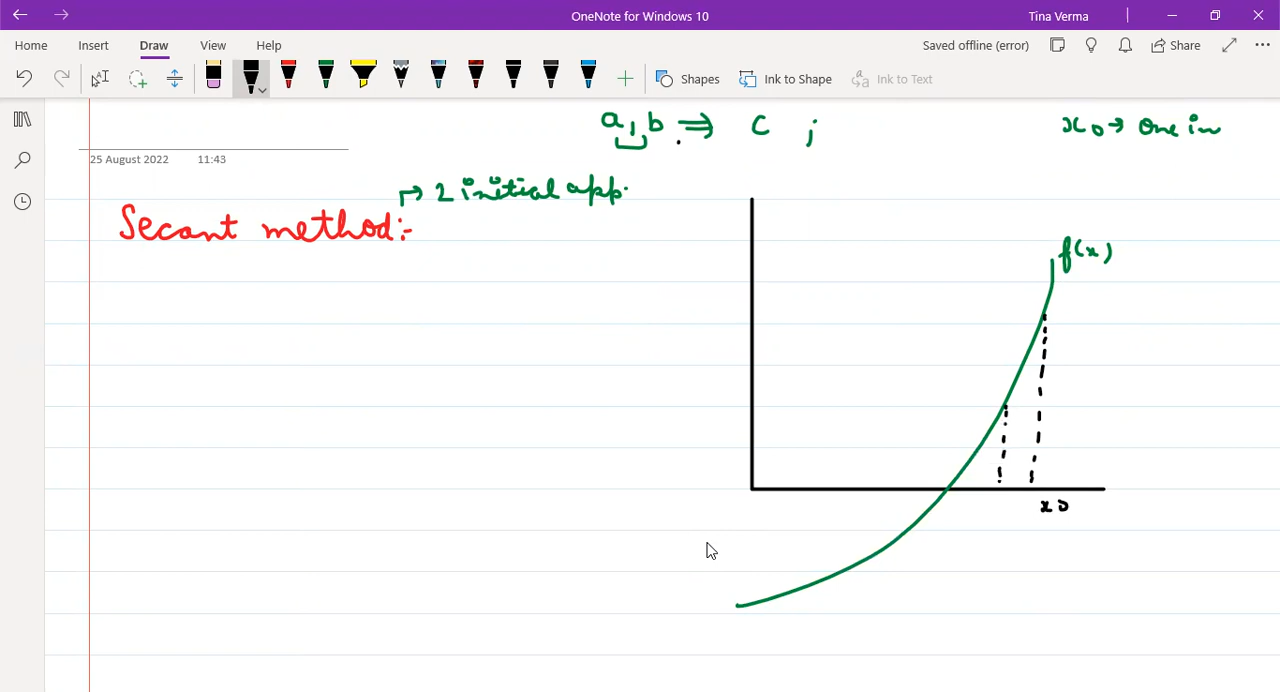 OneNote for Windows 10
Tina Verma
Home Insert Draw View Help
Saved offline (error) Share
Shapes Ink to Shape Ink to Text
a, b ⇒ C ;
x0 → One in
25 August 2022 11:43
↱ 2 initial app.
Secant method:-
f(x)
x0